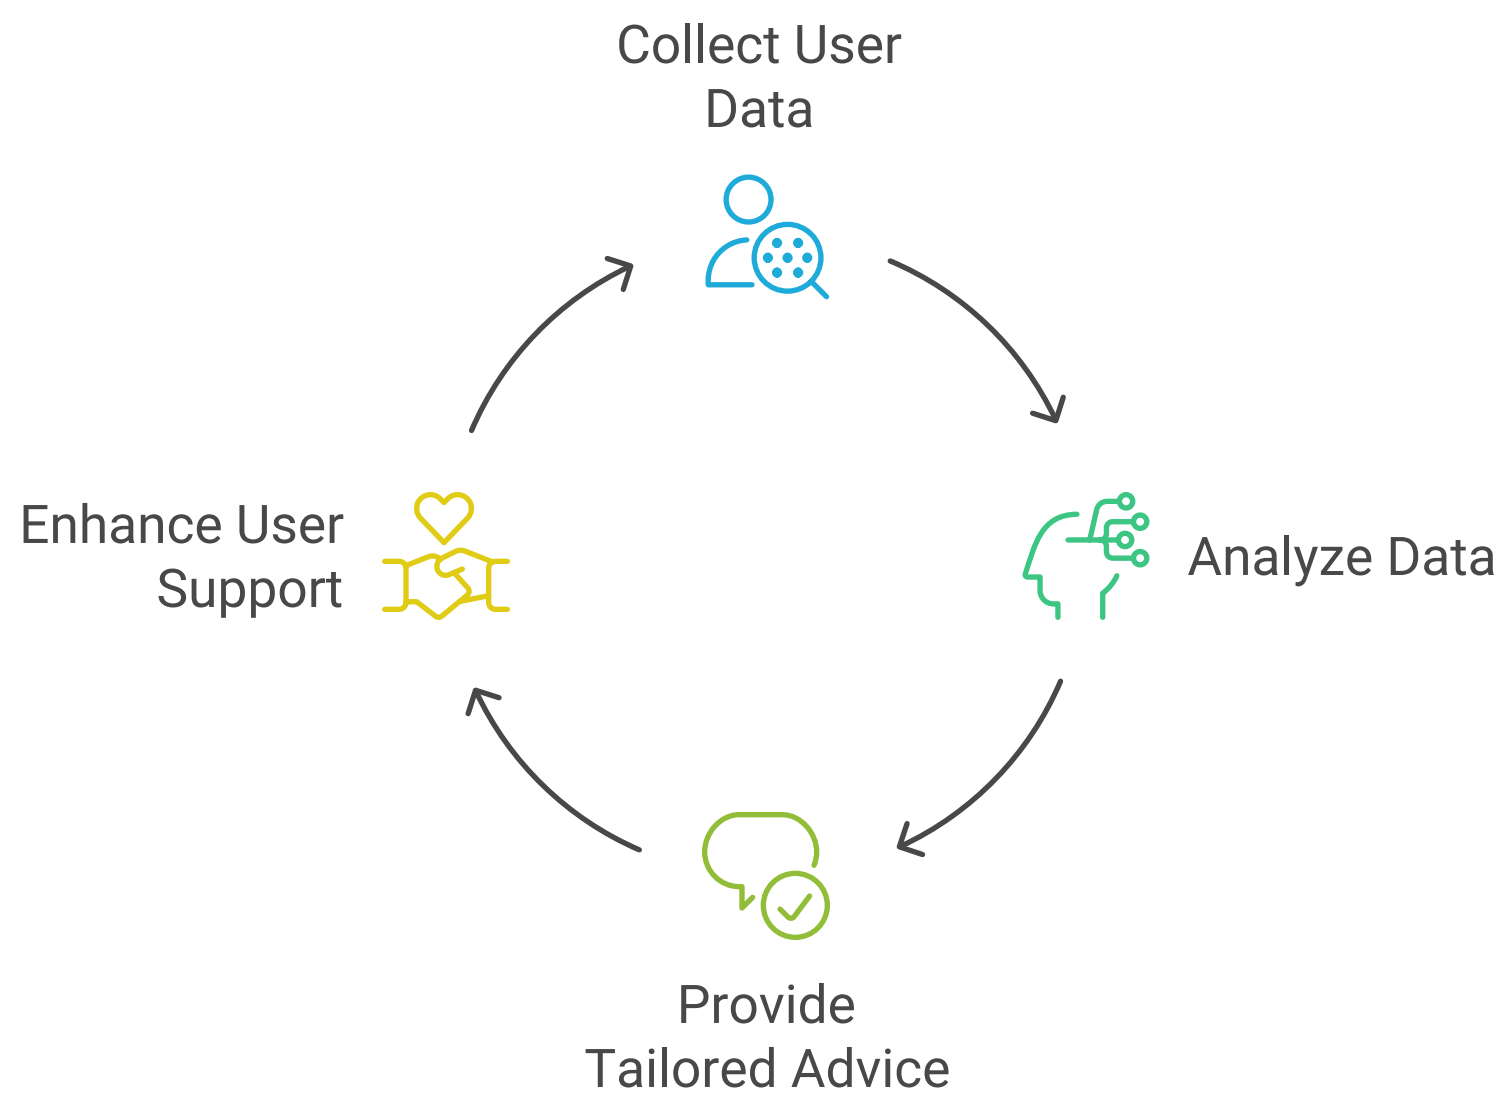 Collect User
Data
Enhance User
Support
Analyze Data
Provide
Tailored Advice